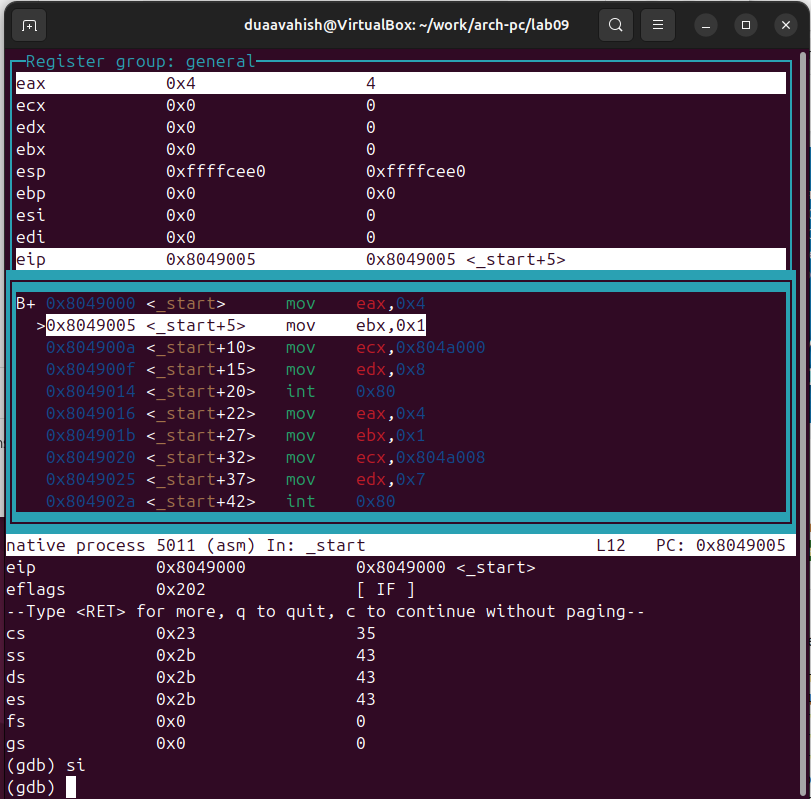 duaavahish@VirtualBox: ~/work/arch-pc/lab09
Register group: general
eax            0x4                 4
ecx            0x0                 0
edx            0x0                 0
ebx            0x0                 0
esp            0xffffcee0          0xffffcee0
ebp            0x0                 0x0
esi            0x0                 0
edi            0x0                 0
eip            0x8049005           0x8049005 <_start+5>
B+ 0x8049000 <_start>      mov    eax,0x4
  >0x8049005 <_start+5>    mov    ebx,0x1
   0x804900a <_start+10>   mov    ecx,0x804a000
   0x804900f <_start+15>   mov    edx,0x8
   0x8049014 <_start+20>   int    0x80
   0x8049016 <_start+22>   mov    eax,0x4
   0x804901b <_start+27>   mov    ebx,0x1
   0x8049020 <_start+32>   mov    ecx,0x804a008
   0x8049025 <_start+37>   mov    edx,0x7
   0x804902a <_start+42>   int    0x80
native process 5011 (asm) In: _start                       L12   PC: 0x8049005
eip            0x8049000           0x8049000 <_start>
eflags         0x202               [ IF ]
--Type <RET> for more, q to quit, c to continue without paging--
cs             0x23                35
ss             0x2b                43
ds             0x2b                43
es             0x2b                43
fs             0x0                 0
gs             0x0                 0
(gdb) si
(gdb)